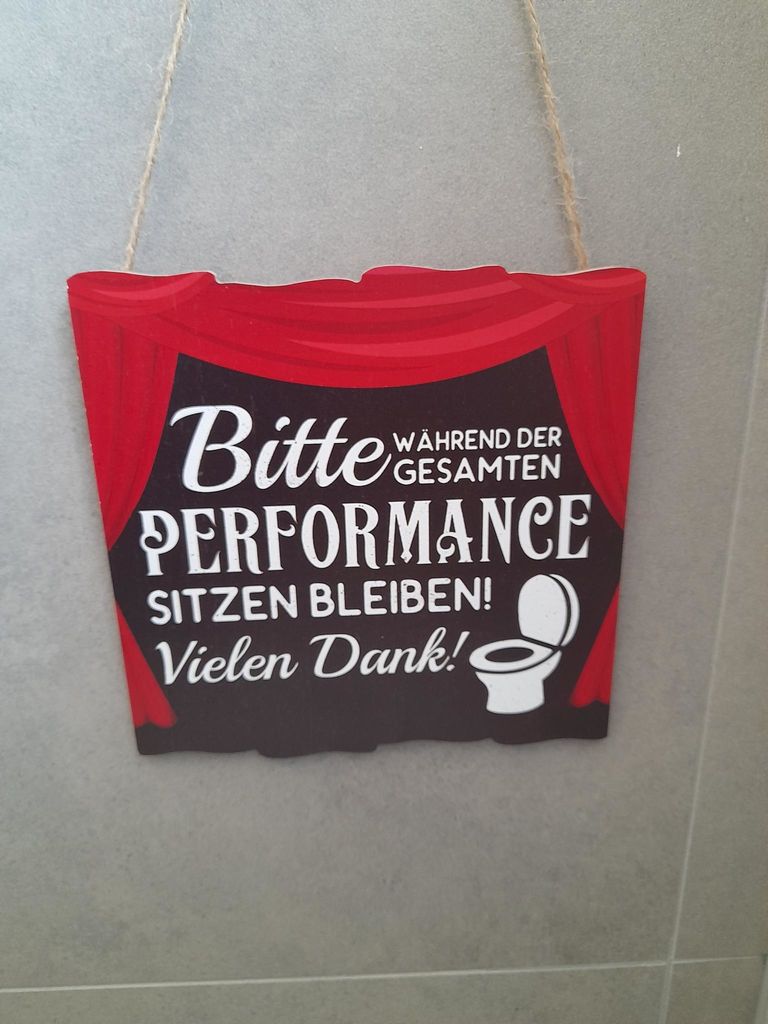 Bitte WÄHREND DER
GESAMTEN
PERFORMANCE
SITZEN BLEIBEN!
Vielen Dank!